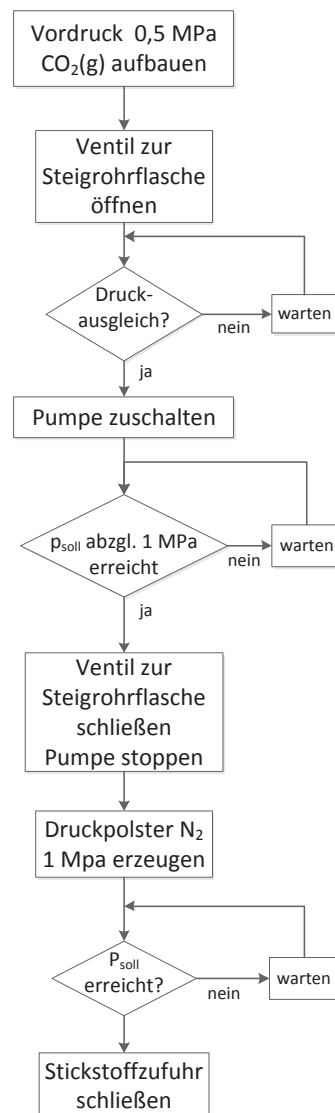 Vordruck 0,5 MPa
CO₂(g) aufbauen
Ventil zur
Steigrohrflasche
öffnen
Druck-
ausgleich?
nein
warten
ja
Pumpe zuschalten
p_soll abzgl. 1 MPa
erreicht
nein
warten
ja
Ventil zur
Steigrohrflasche
schließen
Pumpe stoppen
Druckpolster N₂
1 Mpa erzeugen
P_soll
erreicht?
nein
warten
Stickstoffzufuhr
schließen